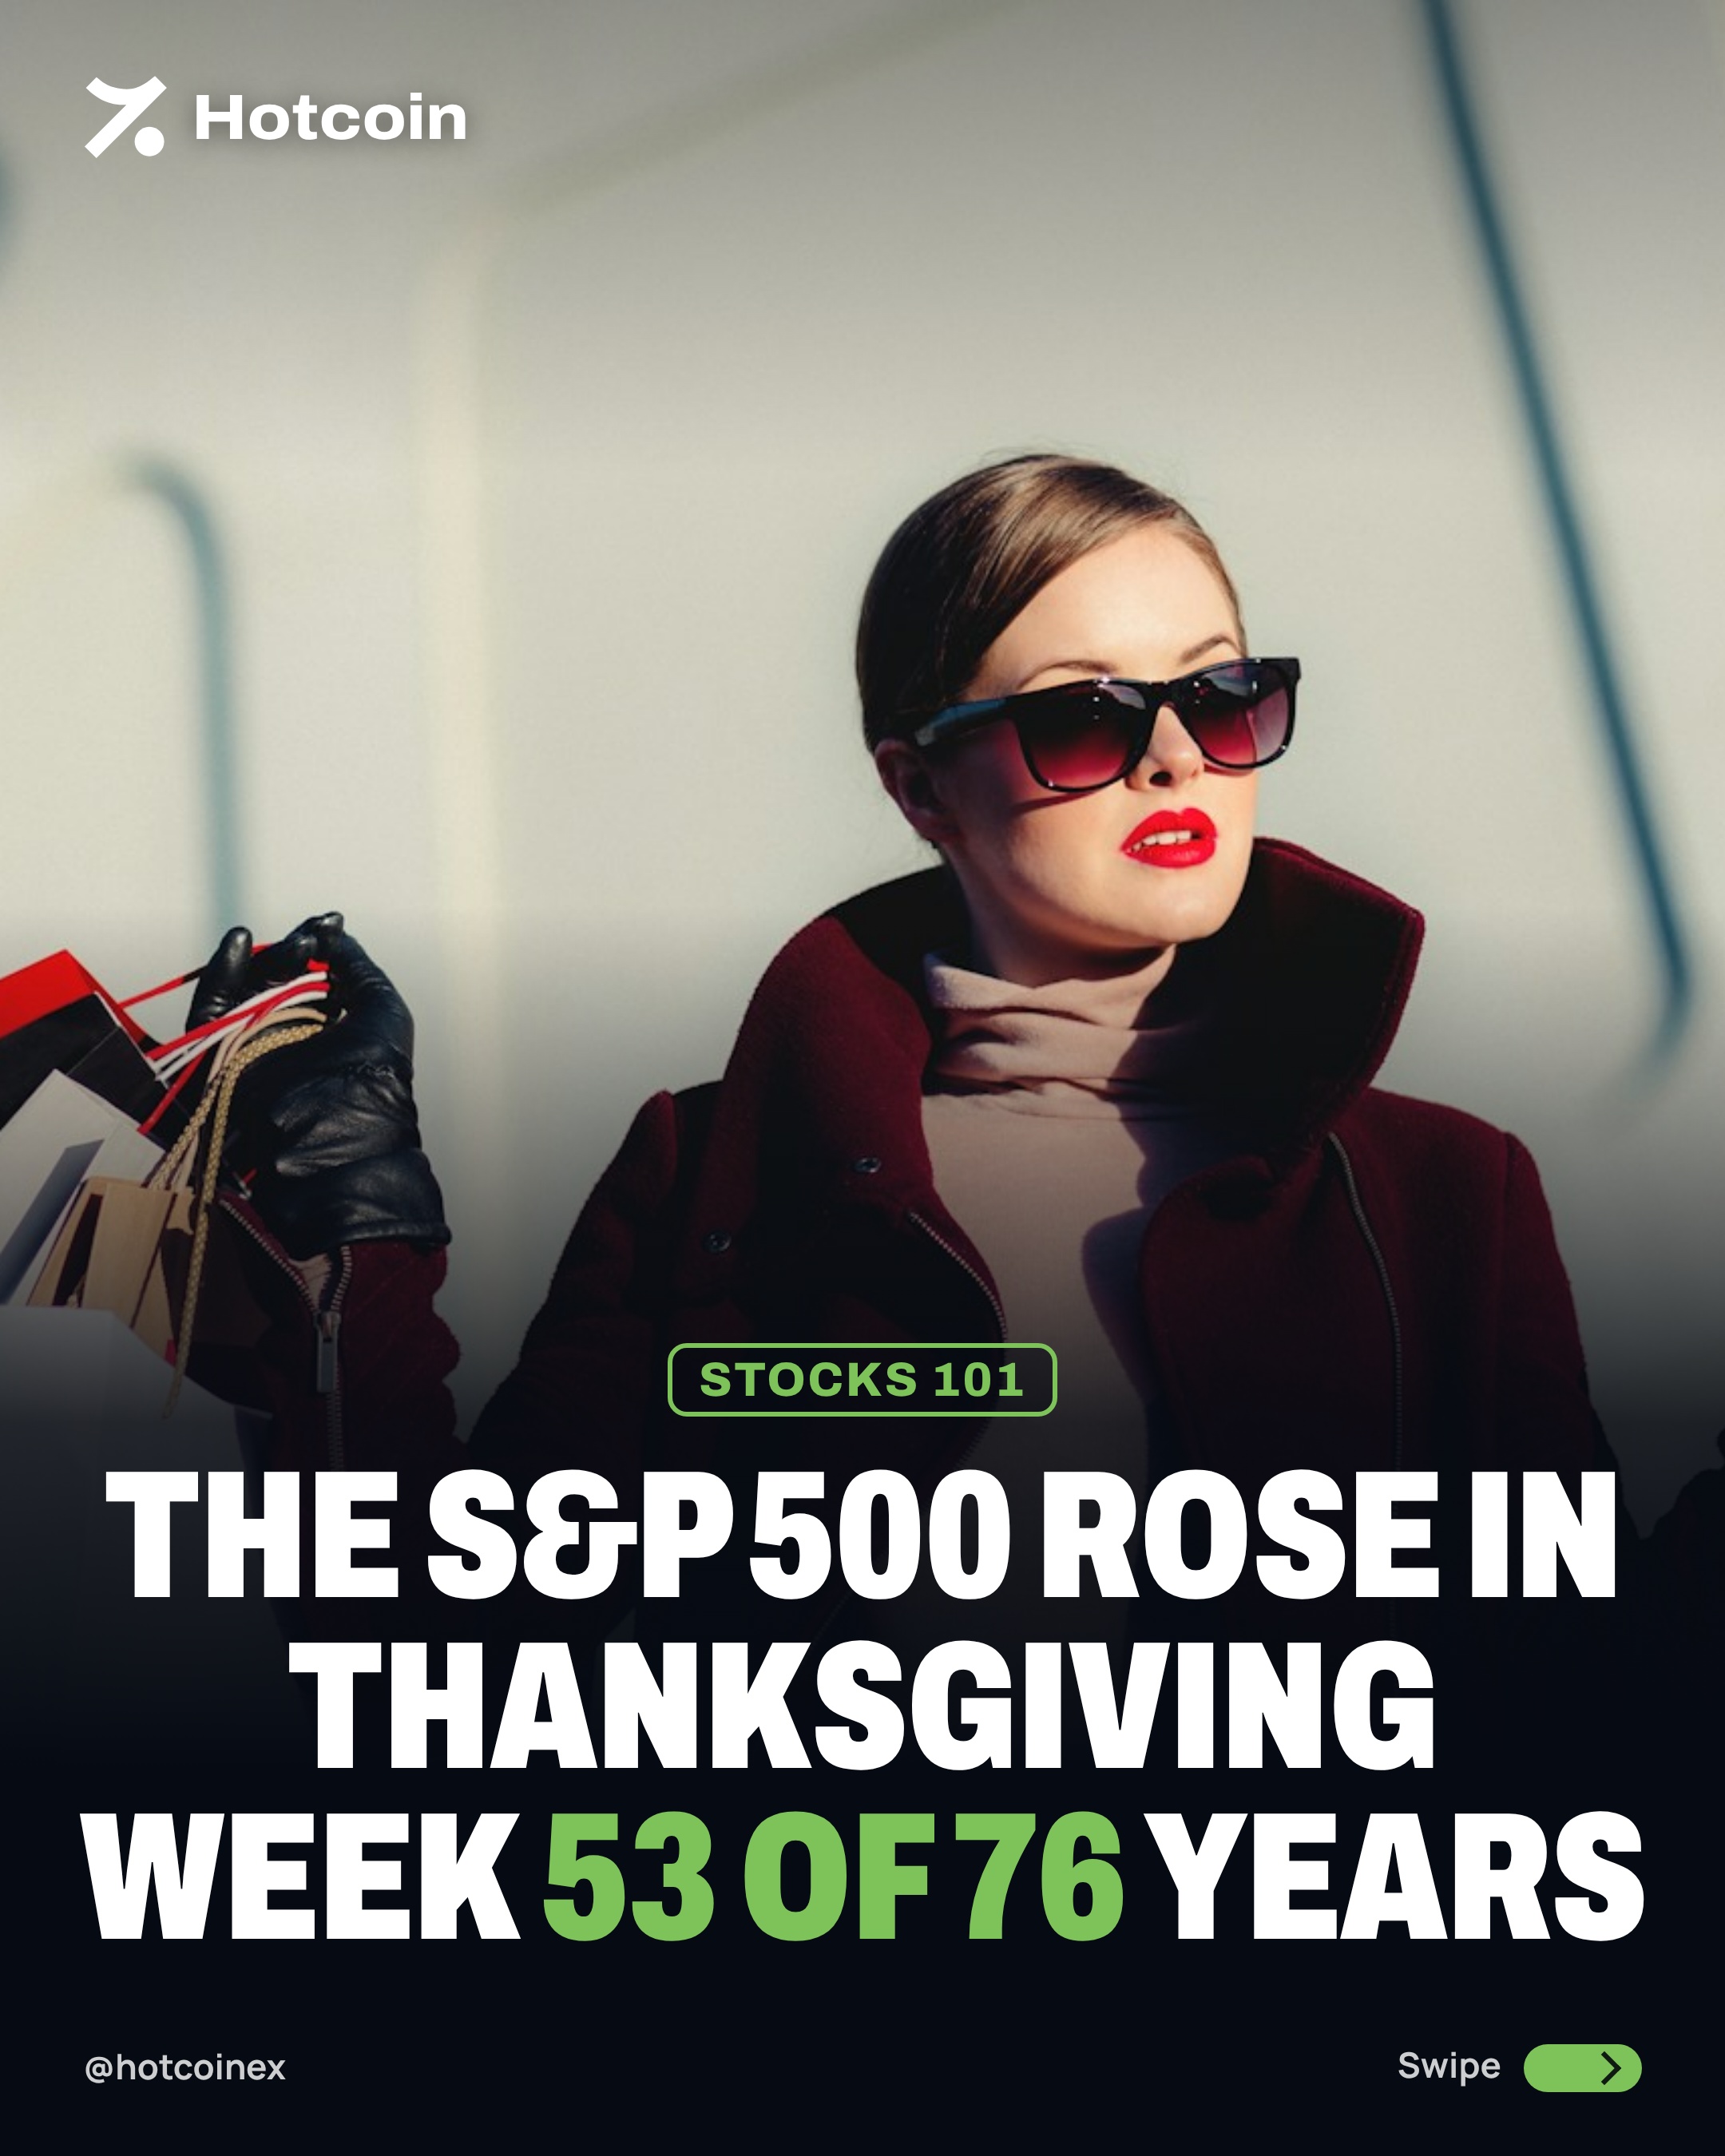 Hotcoin
STOCKS 101
THE S&P 500 ROSE IN
THANKSGIVING
WEEK 53 OF 76 YEARS
@hotcoinex
Swipe